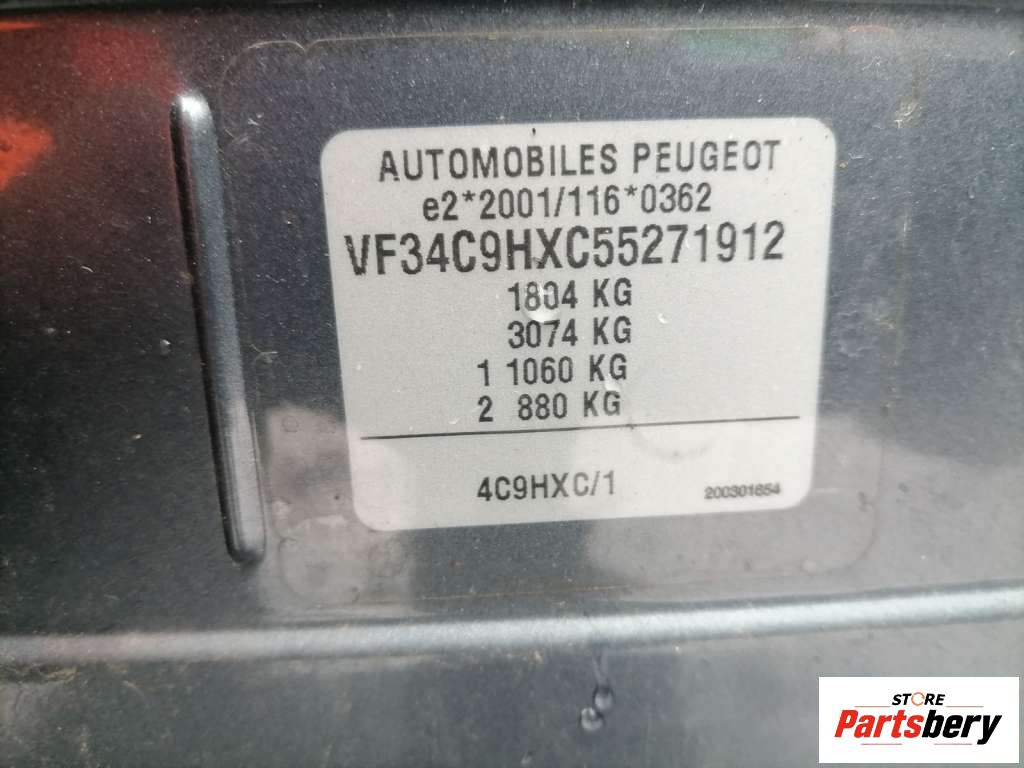 AUTOMOBILES PEUGEOT
e2*2001/116*0362
VF34C9HXC55271912
1804 KG
3074 KG
1 1060 KG
2 880 KG
4C9HXC/1
200301654
STORE
Partsbery